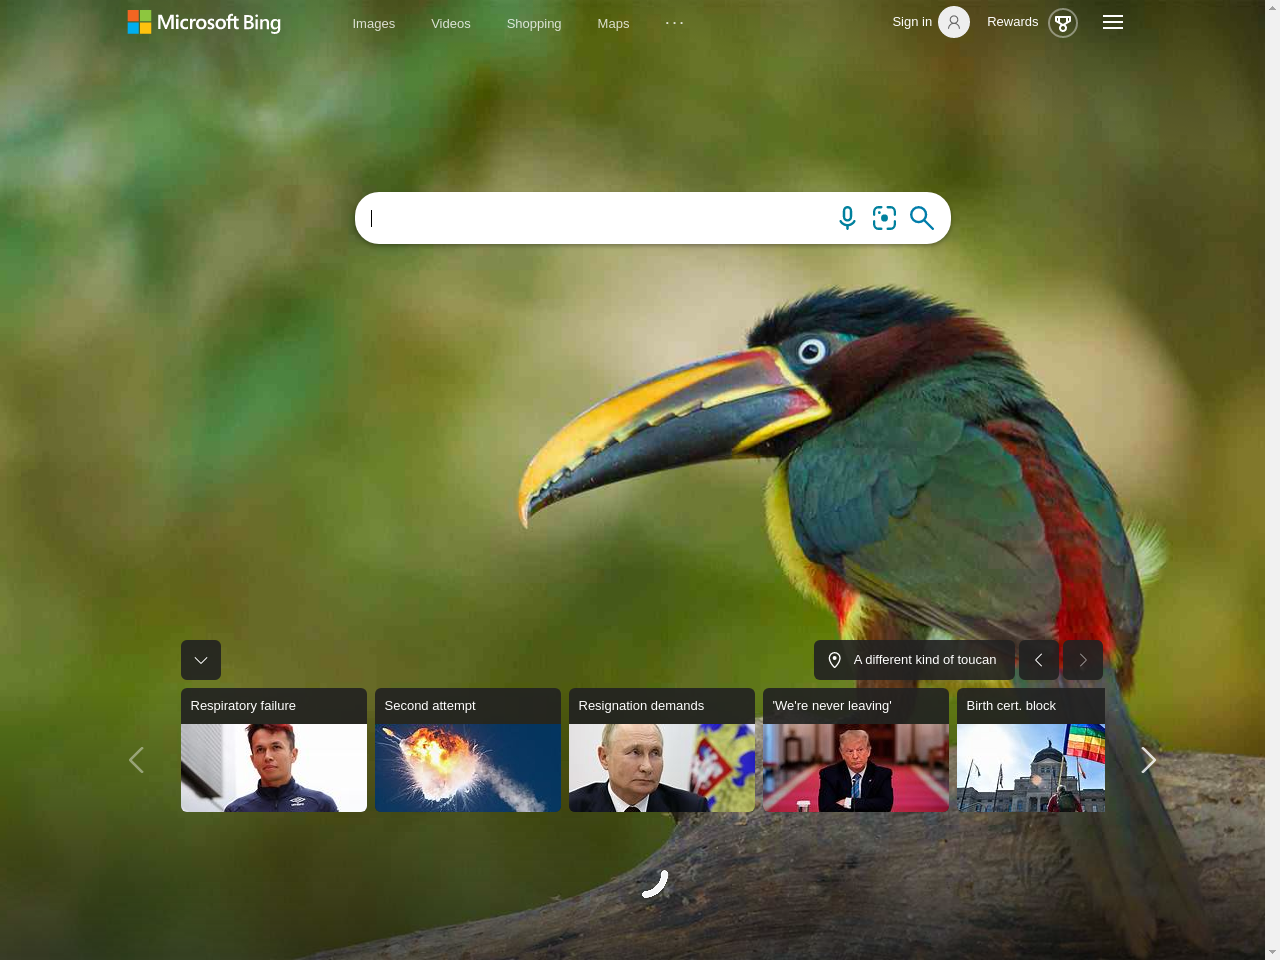 Microsoft Bing
Images
Videos
Shopping
Maps
Sign in
Rewards
A different kind of toucan
Respiratory failure
Second attempt
Resignation demands
'We're never leaving'
Birth cert. block